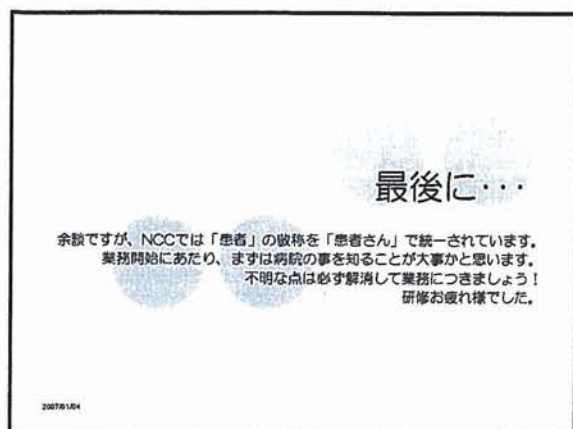 最後に・・・
余談ですが、NCCでは「患者」の敬称を「患者さん」で統一されています。
業務開始にあたり、まずは病院の事を知ることが大事かと思います。
不明な点は必ず解消して業務につきましょう！
研修お疲れ様でした。
2007/01/04